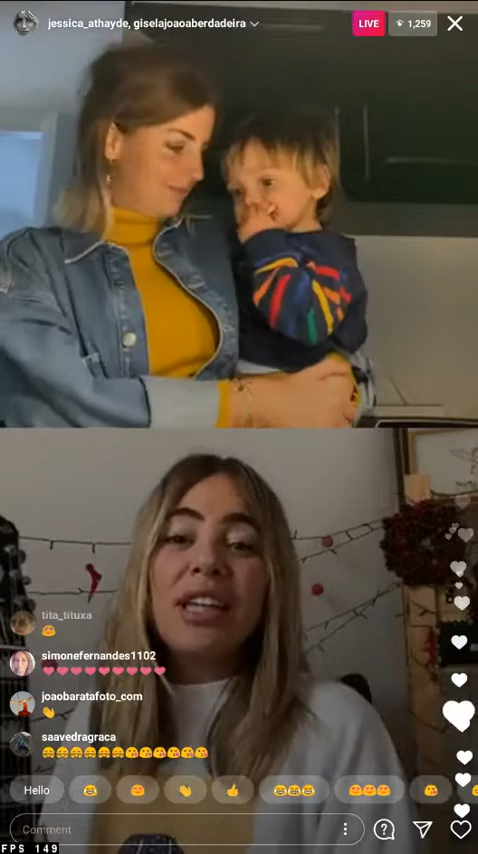 jessica_athayde, giselajoaoaberdadeira
LIVE
1,259
tita_tituxa
simonefernandes1102
joaobaratafoto_com
saavedragraca
Hello
Comment
FPS 149